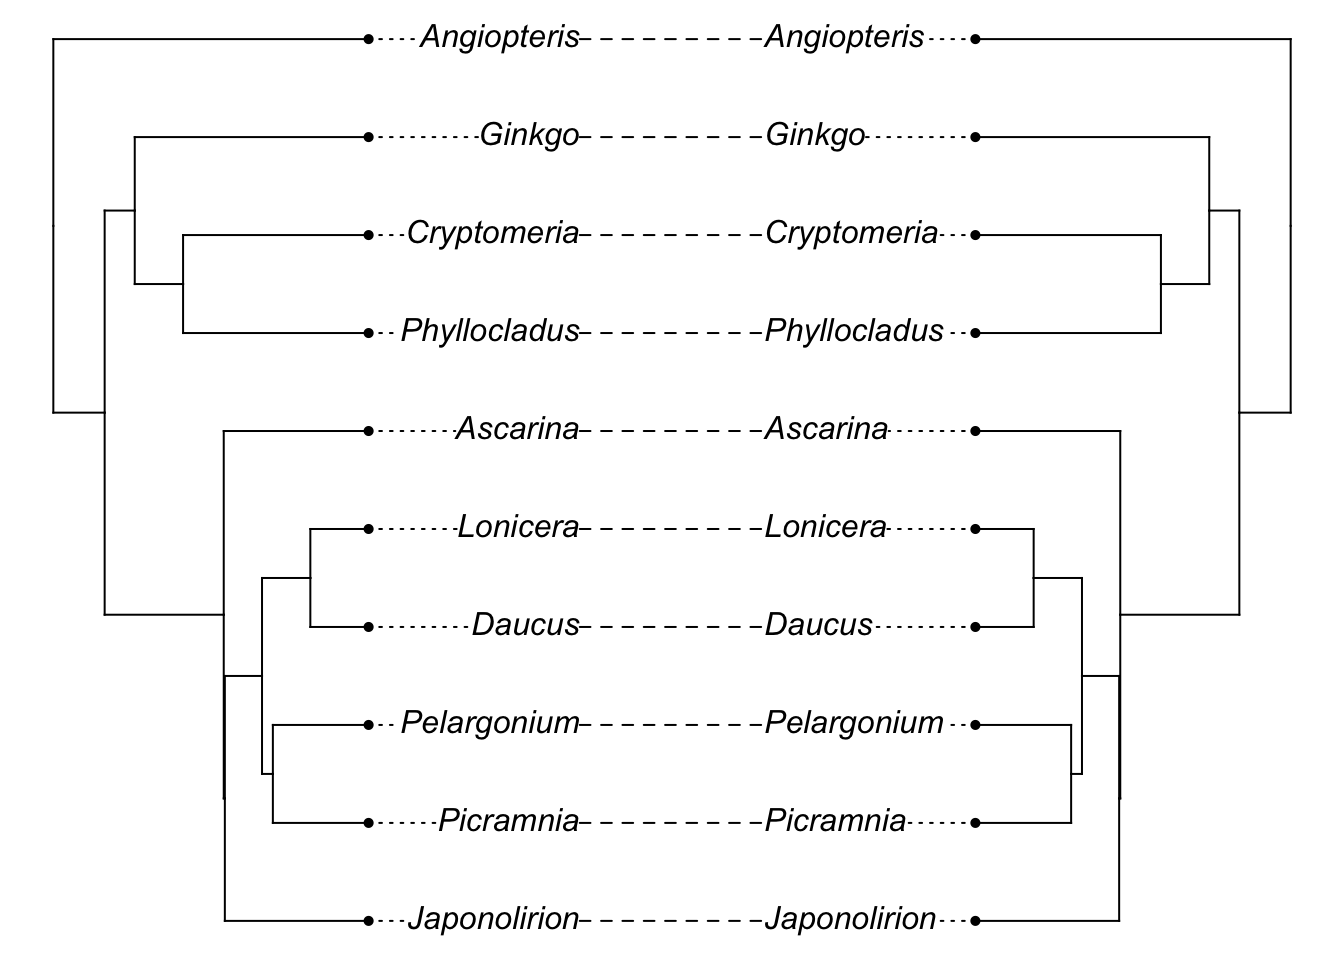 Angiopteris Angiopteris
Ginkgo Ginkgo
Cryptomeria Cryptomeria
Phyllocladus Phyllocladus
Ascarina Ascarina
Lonicera Lonicera
Daucus Daucus
Pelargonium Pelargonium
Picramnia Picramnia
Japonolirion Japonolirion